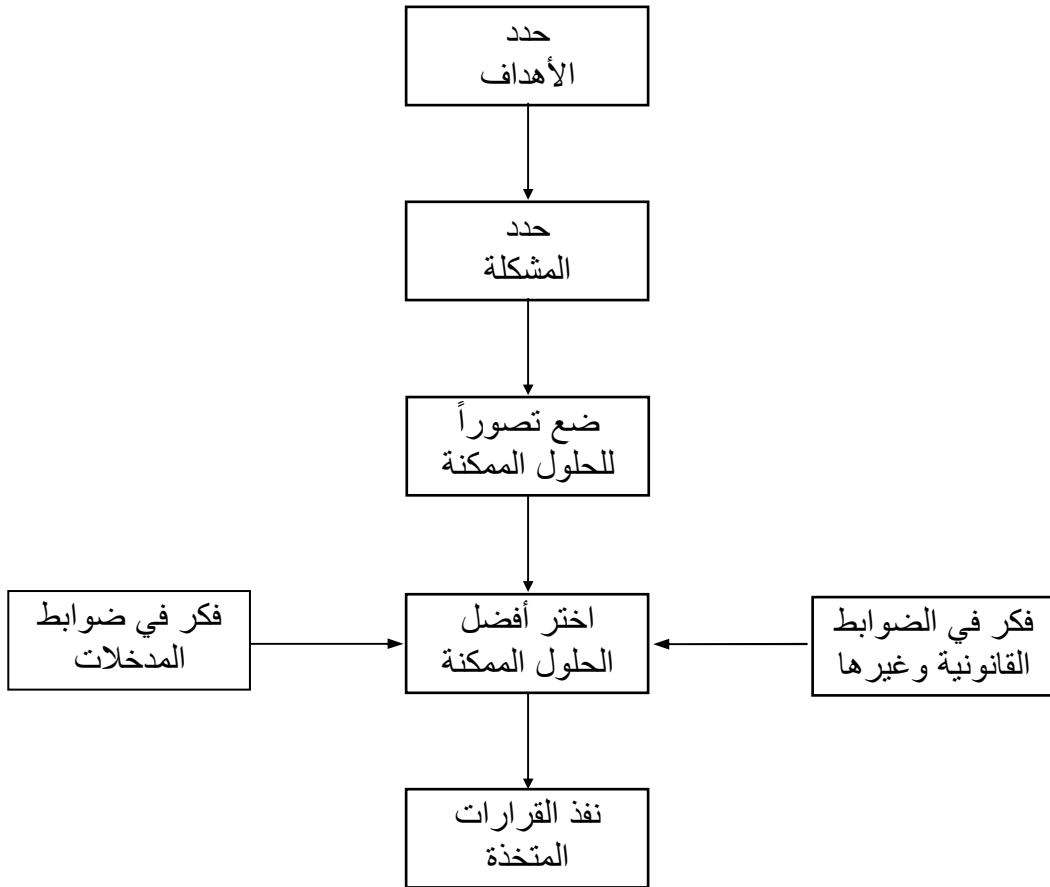 حدد
الأهداف
حدد
المشكلة
ضع تصوراً
للحلول الممكنة
فكر في الضوابط
القانونية وغيرها
اختر أفضل
الحلول الممكنة
فكر في ضوابط
المدخلات
نفذ القرارات
المتخذة